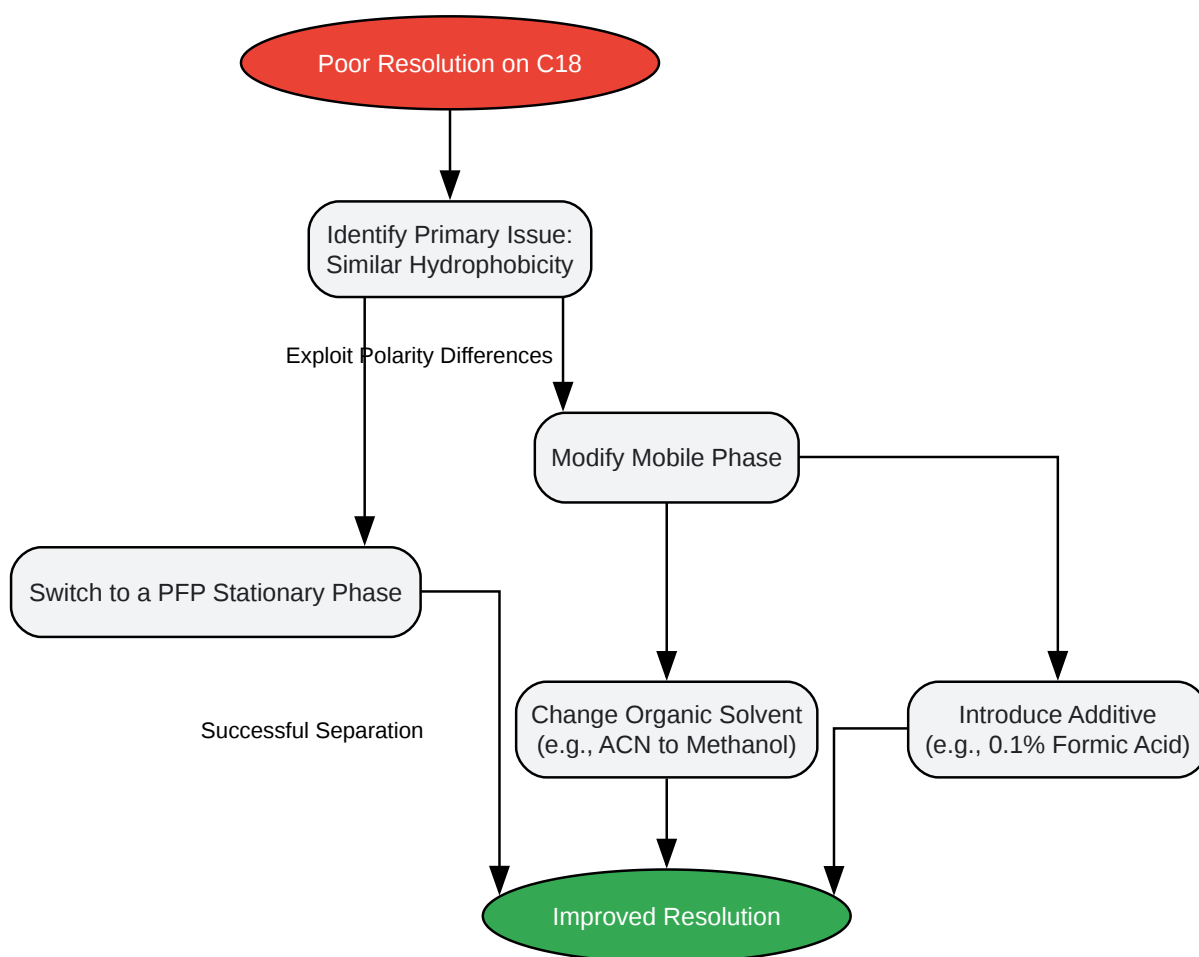 Poor Resolution on C18
Identify Primary Issue:
Similar Hydrophobicity
Exploit Polarity Differences
Modify Mobile Phase
Switch to a PFP Stationary Phase
Successful Separation
Change Organic Solvent
(e.g., ACN to Methanol)
Introduce Additive
(e.g., 0.1% Formic Acid)
Improved Resolution